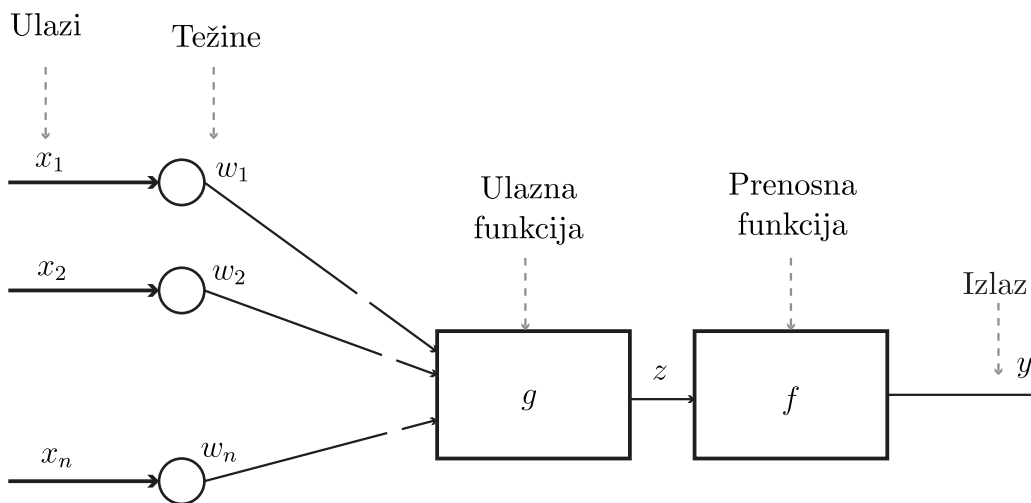 Ulazi
Težine
x₁
w₁
Ulazna
funkcija
Prenosna
funkcija
x₂
w₂
Izlaz
z
y
g
f
xₙ
wₙ